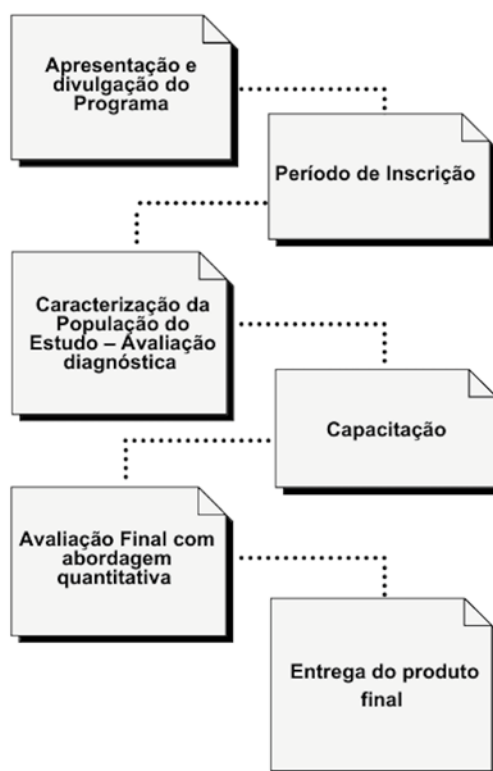 Apresentação e
divulgação do
Programa
Período de Inscrição
Caracterização da
População do
Estudo – Avaliação
diagnóstica
Capacitação
Avaliação Final com
abordagem
quantitativa
Entrega do produto
final